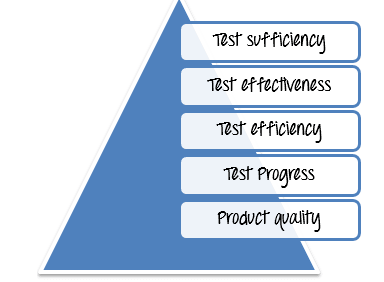 Test sufficiency
Test effectiveness
Test efficiency
Test Progress
Product quality